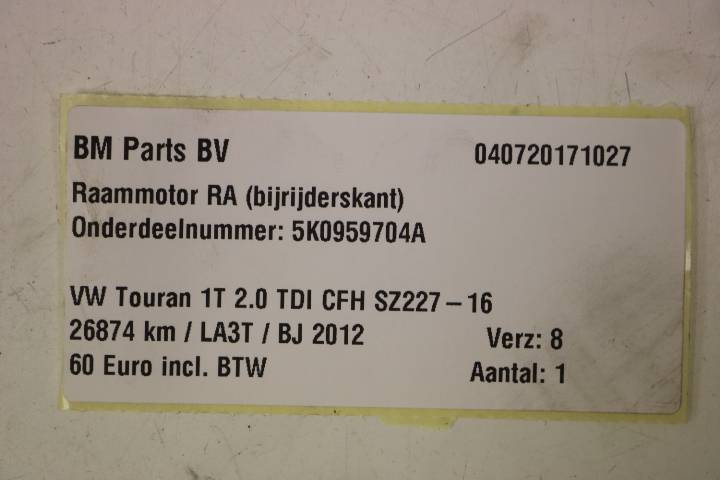 BM Parts BV 040720171027
Raammotor RA (bijrijderskant)
Onderdeelnummer: 5K0959704A
VW Touran 1T 2.0 TDI CFH SZ227 – 16
26874 km / LA3T / BJ 2012 Verz: 8
60 Euro incl. BTW Aantal: 1